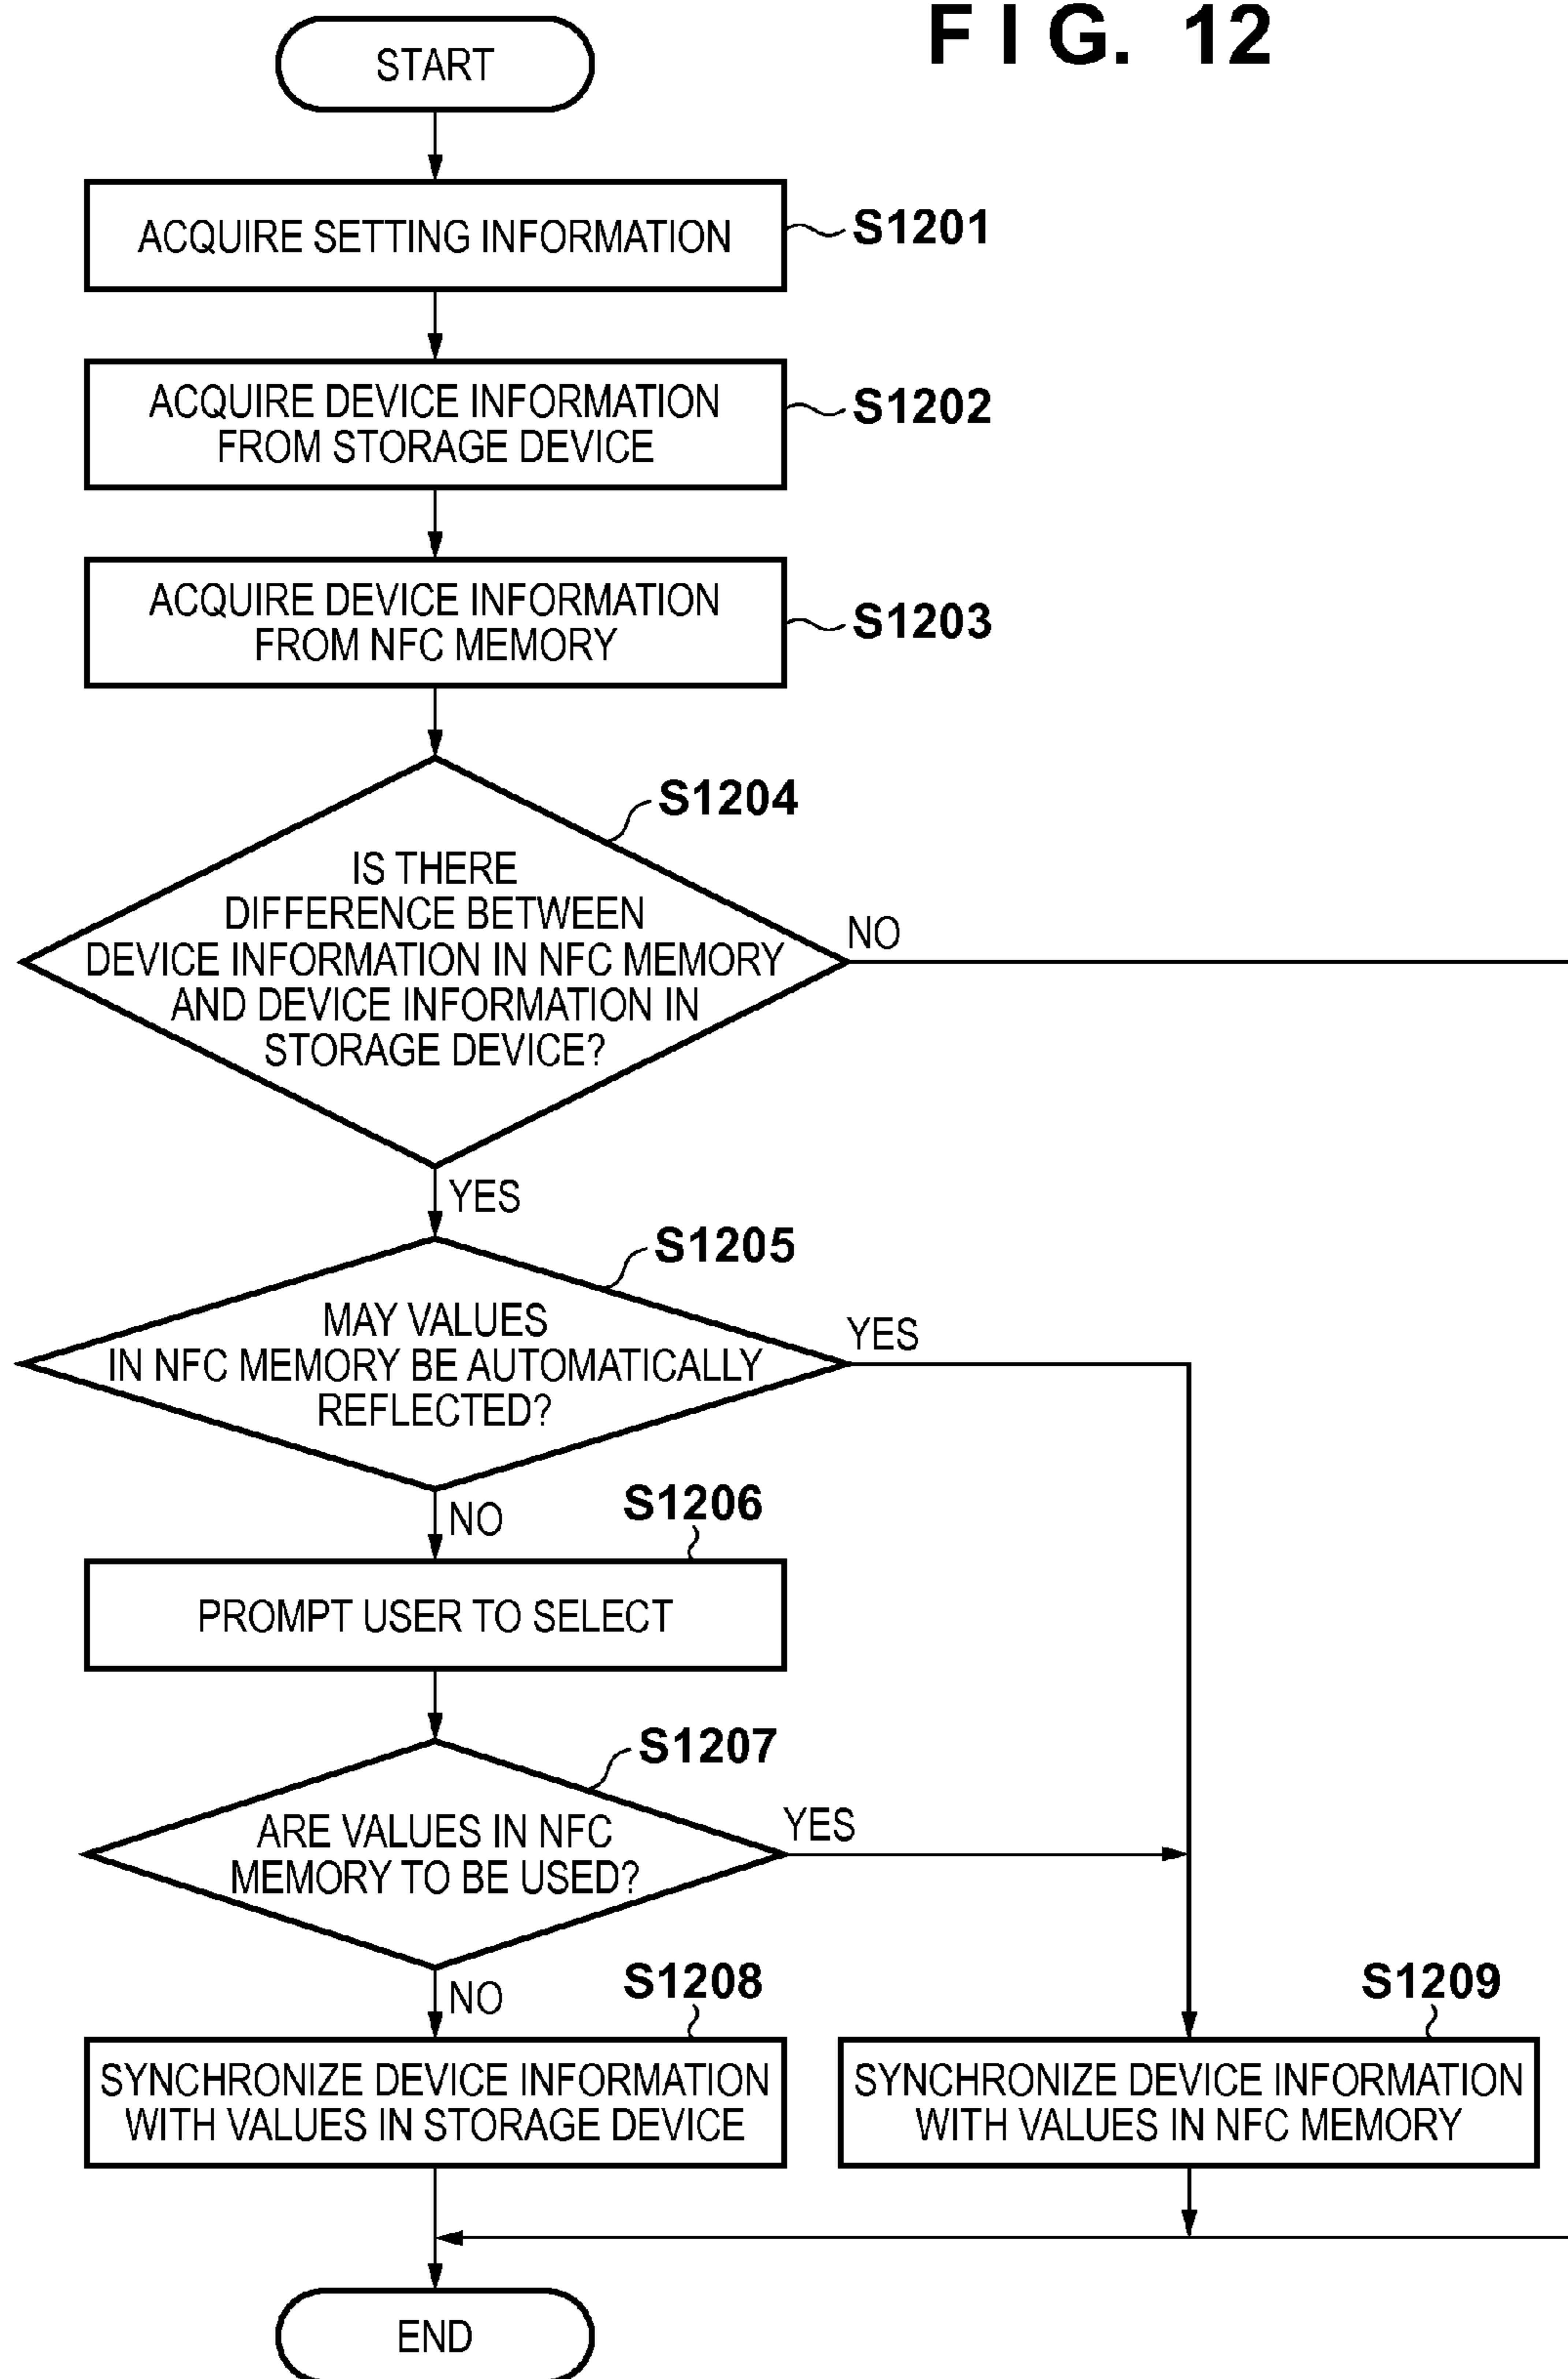 F I G. 12
START
ACQUIRE SETTING INFORMATION
S1201
ACQUIRE DEVICE INFORMATION
FROM STORAGE DEVICE
S1202
ACQUIRE DEVICE INFORMATION
FROM NFC MEMORY
S1203
S1204
IS THERE
DIFFERENCE BETWEEN
DEVICE INFORMATION IN NFC MEMORY
AND DEVICE INFORMATION IN
STORAGE DEVICE?
NO
YES
S1205
MAY VALUES
IN NFC MEMORY BE AUTOMATICALLY
REFLECTED?
YES
NO
S1206
PROMPT USER TO SELECT
S1207
ARE VALUES IN NFC
MEMORY TO BE USED?
YES
NO
S1208
SYNCHRONIZE DEVICE INFORMATION
WITH VALUES IN STORAGE DEVICE
S1209
SYNCHRONIZE DEVICE INFORMATION
WITH VALUES IN NFC MEMORY
END